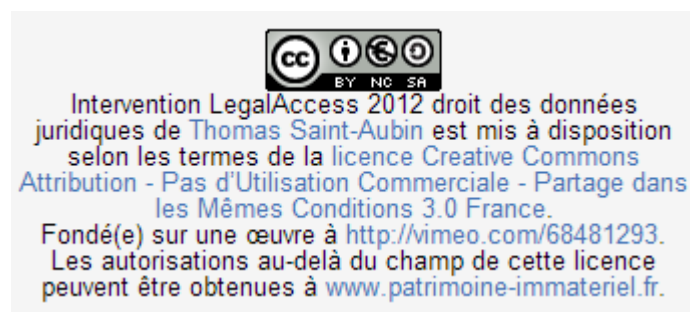 cc
BY NC SA
Intervention LegalAccess 2012 droit des données
juridiques de Thomas Saint-Aubin est mis à disposition
selon les termes de la licence Creative Commons
Attribution - Pas d'Utilisation Commerciale - Partage dans
les Mêmes Conditions 3.0 France.
Fondé(e) sur une œuvre à http://vimeo.com/68481293.
Les autorisations au-delà du champ de cette licence
peuvent être obtenues à www.patrimoine-immateriel.fr.